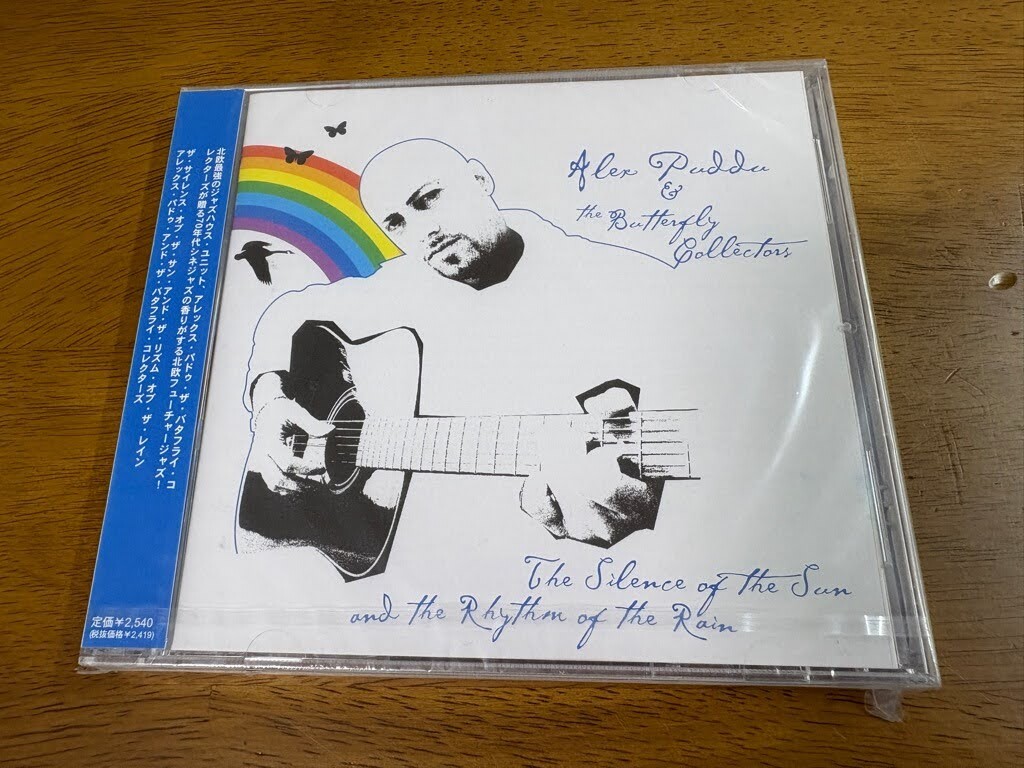 Alex Puddu
&
the Butterfly
Collectors
The Silence of the Sun
and the Rhythm of the Rain
北欧最強のジャズハウス・ユニット、アレックス・パドゥ・ザ・バタフライ・コ
レクターズが贈る70年代シネジャズの香りがする北欧フューチャージャズ！
ザ・サイレンス・オブ・ザ・サン・アンド・ザ・リズム・オブ・ザ・レイン
アレックス・パドゥ・アンド・ザ・バタフライ・コレクターズ
定価￥2,540
(税抜価格￥2,419)